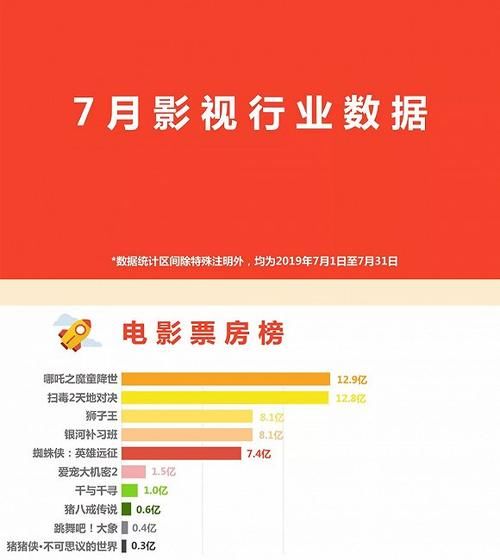 7月影视行业数据
*数据统计区间除特殊注明外，均为2019年7月1日至7月31日
电影票房榜
哪吒之魔童降世 12.9亿
扫毒2天地对决 12.8亿
狮子王 8.1亿
银河补习班 8.1亿
蜘蛛侠：英雄远征 7.4亿
爱宠大机密2 1.5亿
千与千寻 1.0亿
猪八戒传说 0.6亿
跳舞吧！大象 0.4亿
猪猪侠·不可思议的世界 0.3亿